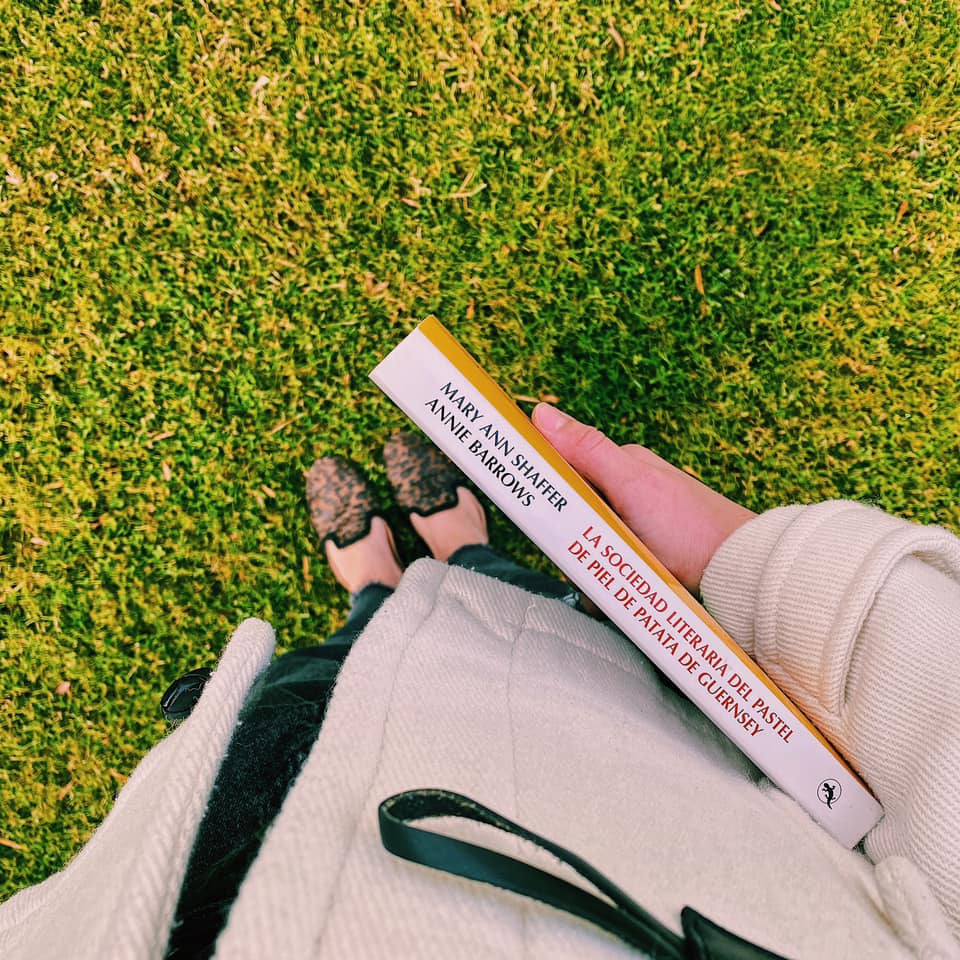 MARY ANN SHAFFER
ANNIE BARROWS
LA SOCIEDAD LITERARIA DEL PASTEL
DE PIEL DE PATATA DE GUERNSEY